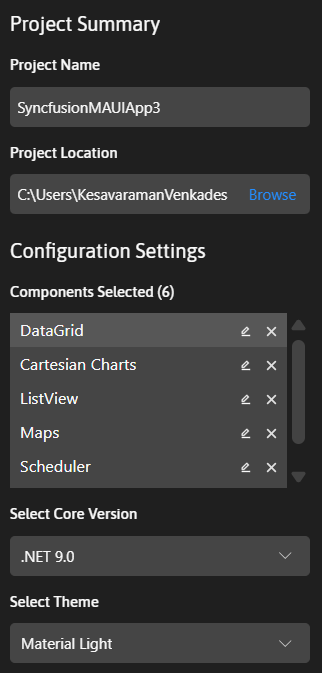 Project Summary
Project Name
SyncfusionMAUIApp3
Project Location
C:\Users\KesavaramanVenkades Browse
Configuration Settings
Components Selected (6)
DataGrid
Cartesian Charts
ListView
Maps
Scheduler
Select Core Version
.NET 9.0
Select Theme
Material Light